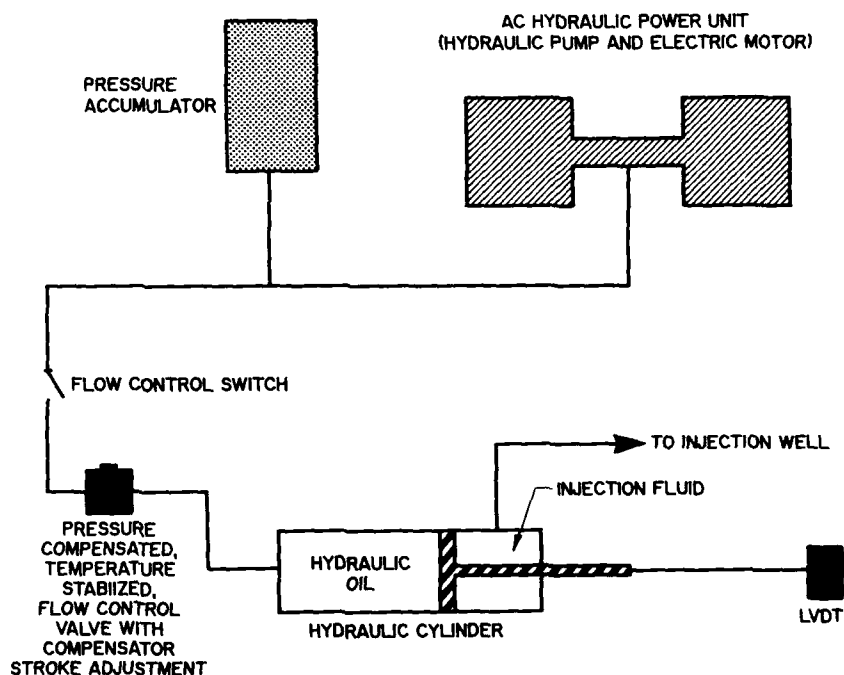 AC HYDRAULIC POWER UNIT
(HYDRAULIC PUMP AND ELECTRIC MOTOR)
PRESSURE
ACCUMULATOR
FLOW CONTROL SWITCH
TO INJECTION WELL
INJECTION FLUID
PRESSURE
COMPENSATED,
TEMPERATURE
STABIIZED,
FLOW CONTROL
VALVE WITH
COMPENSATOR
STROKE ADJUSTMENT
HYDRAULIC
OIL
HYDRAULIC CYLINDER
LVDT